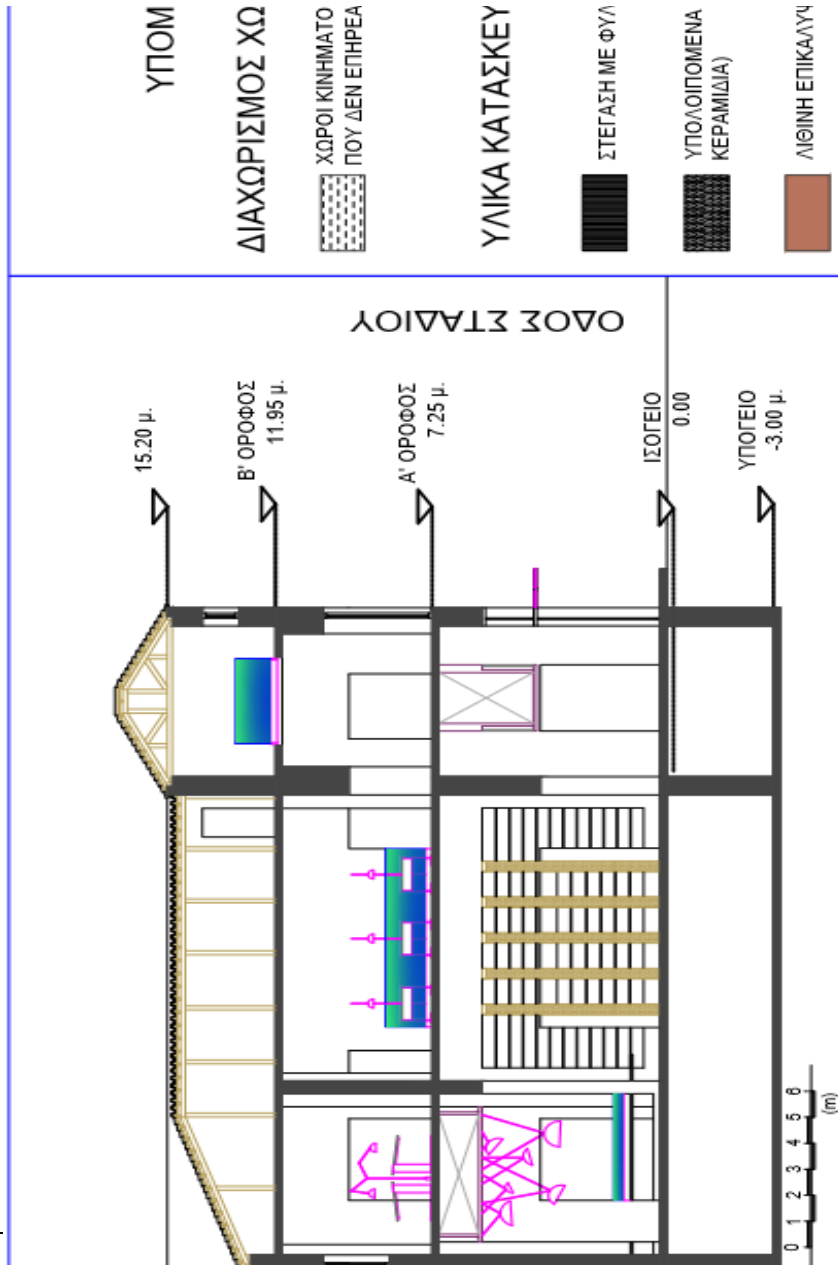 ΥΠΟΜ
ΔΙΑΧΩΡΙΣΜΟΣ ΧΩ
ΧΩΡΟΙ ΚΙΝΗΜΑΤΟ
ΠΟΥ ΔΕΝ ΕΠΗΡΕΑ
ΥΛΙΚΑ ΚΑΤΑΣΚΕΥ
ΣΤΕΓΑΣΗ ΜΕ ΦΥΛ
ΥΠΟΛΟΙΠΟΜΕΝΑ
ΚΕΡΑΜΙΔΙΑ)
ΛΙΘΙΝΗ ΕΠΙΚΑΛΥΨ
ΟΔΟΣ ΣΤΑΔΙΟΥ
15.20 μ.
Β' ΟΡΟΦΟΣ
11.95 μ.
Α' ΟΡΟΦΟΣ
7.25 μ.
ΙΣΟΓΕΙΟ
0.00
ΥΠΟΓΕΙΟ
-3.00 μ.
0 1 2 3 4 5 6
(m)